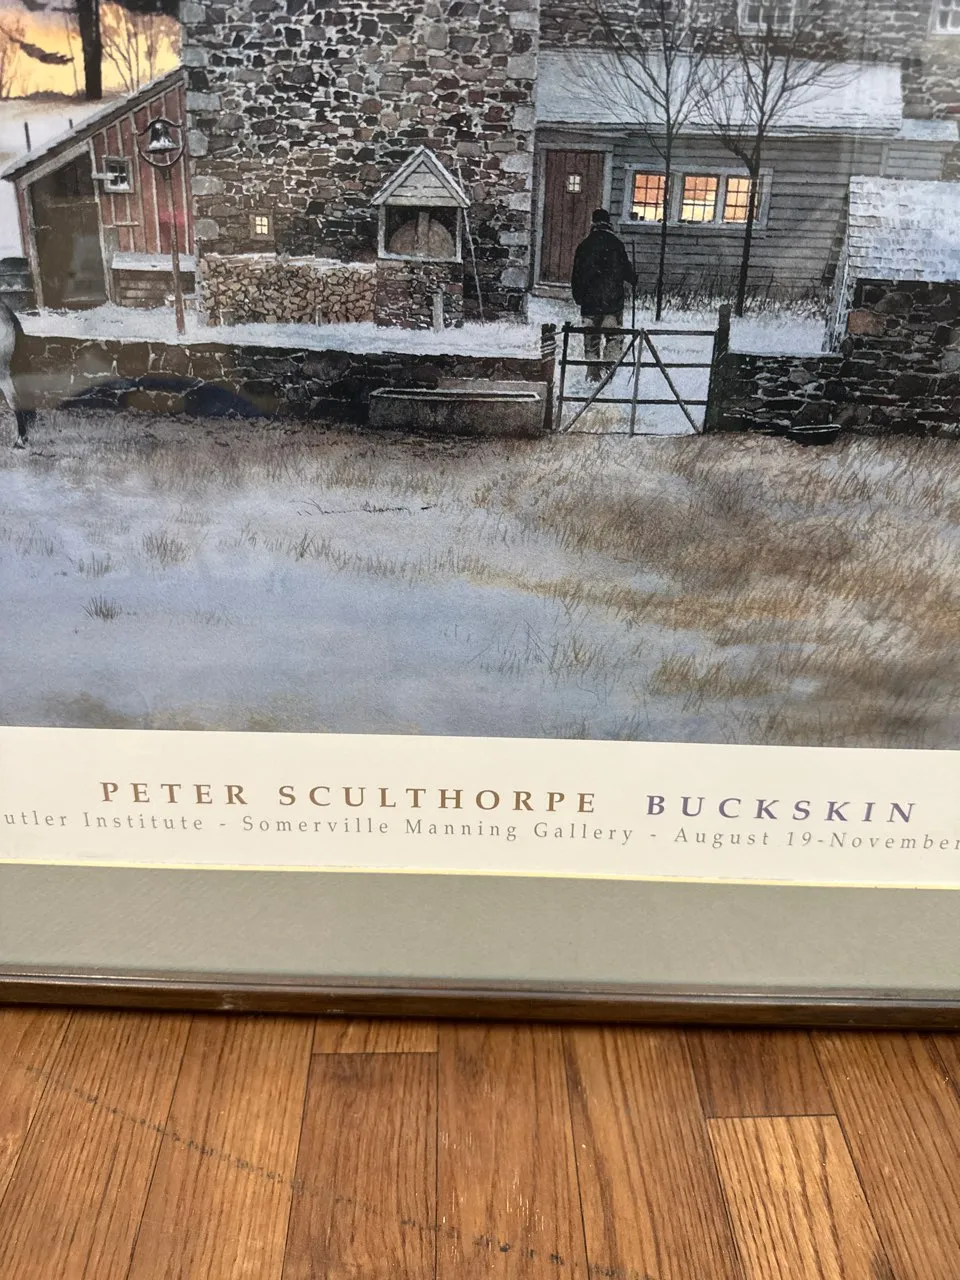 PETER SCULTHORPE BUCKSKIN
utler Institute - Somerville Manning Gallery - August 19-November